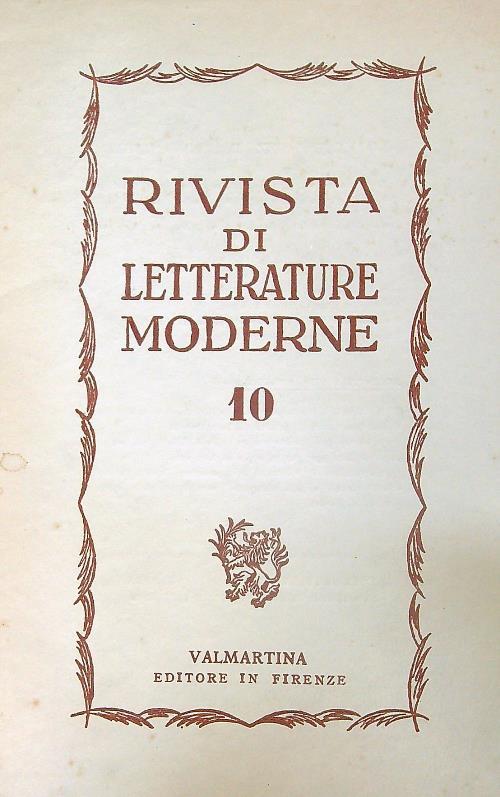 RIVISTA
DI
LETTERATURE
MODERNE
10
VALMARTINA
EDITORE IN FIRENZE